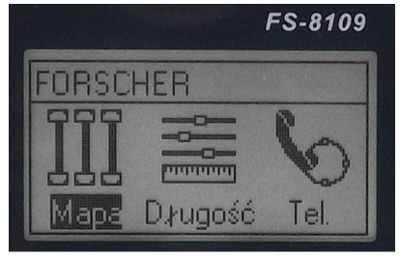 FS-8109
FORSCHER
Mapa Długość Tel.